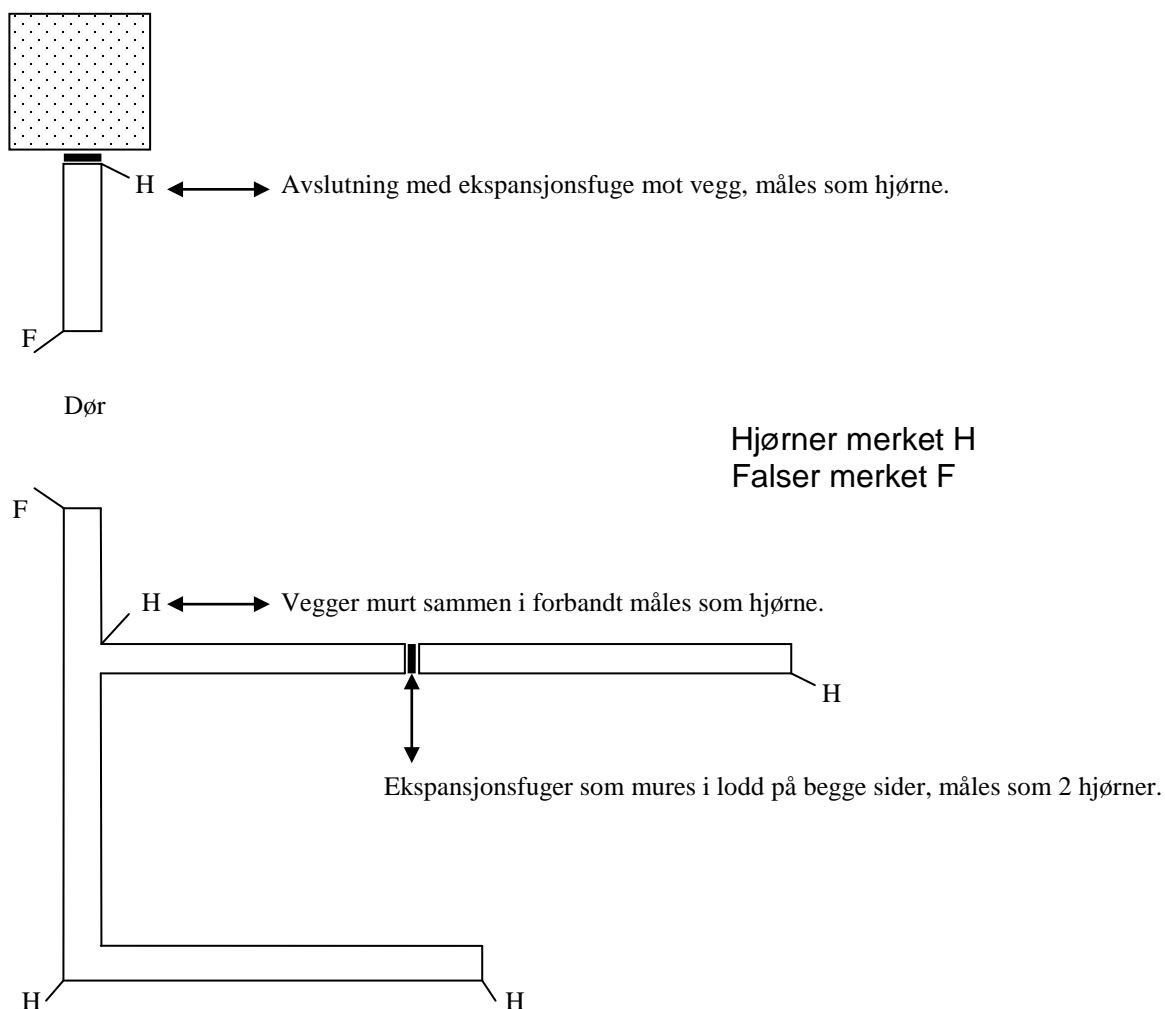 H Avslutning med ekspansjonsfuge mot vegg, måles som hjørne.
F
Dør
Hjørner merket H
Falser merket F
F
H Vegger murt sammen i forbandt måles som hjørne.
H
Ekspansjonsfuger som mures i lodd på begge sider, måles som 2 hjørner.
H H